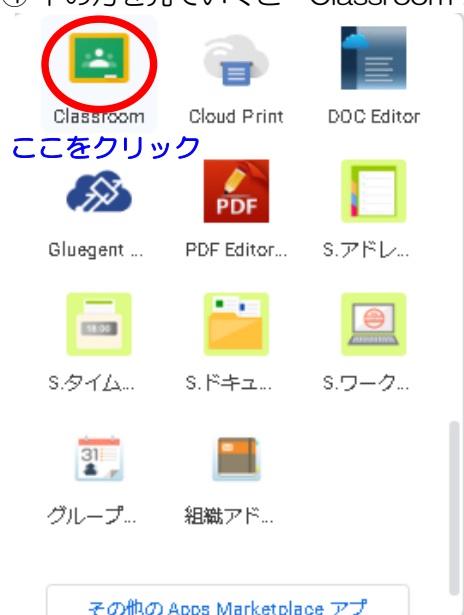 下の方を見ていくと Classroom
Classroom Cloud Print DOC Editor
ここをクリック
PDF
Gluegent ... PDF Editor... S.アドレ...
18:00
S.タイム... S.ドキュ... S.ワーク...
31
グループ... 組織アド...
その他の Apps Marketplace アプ